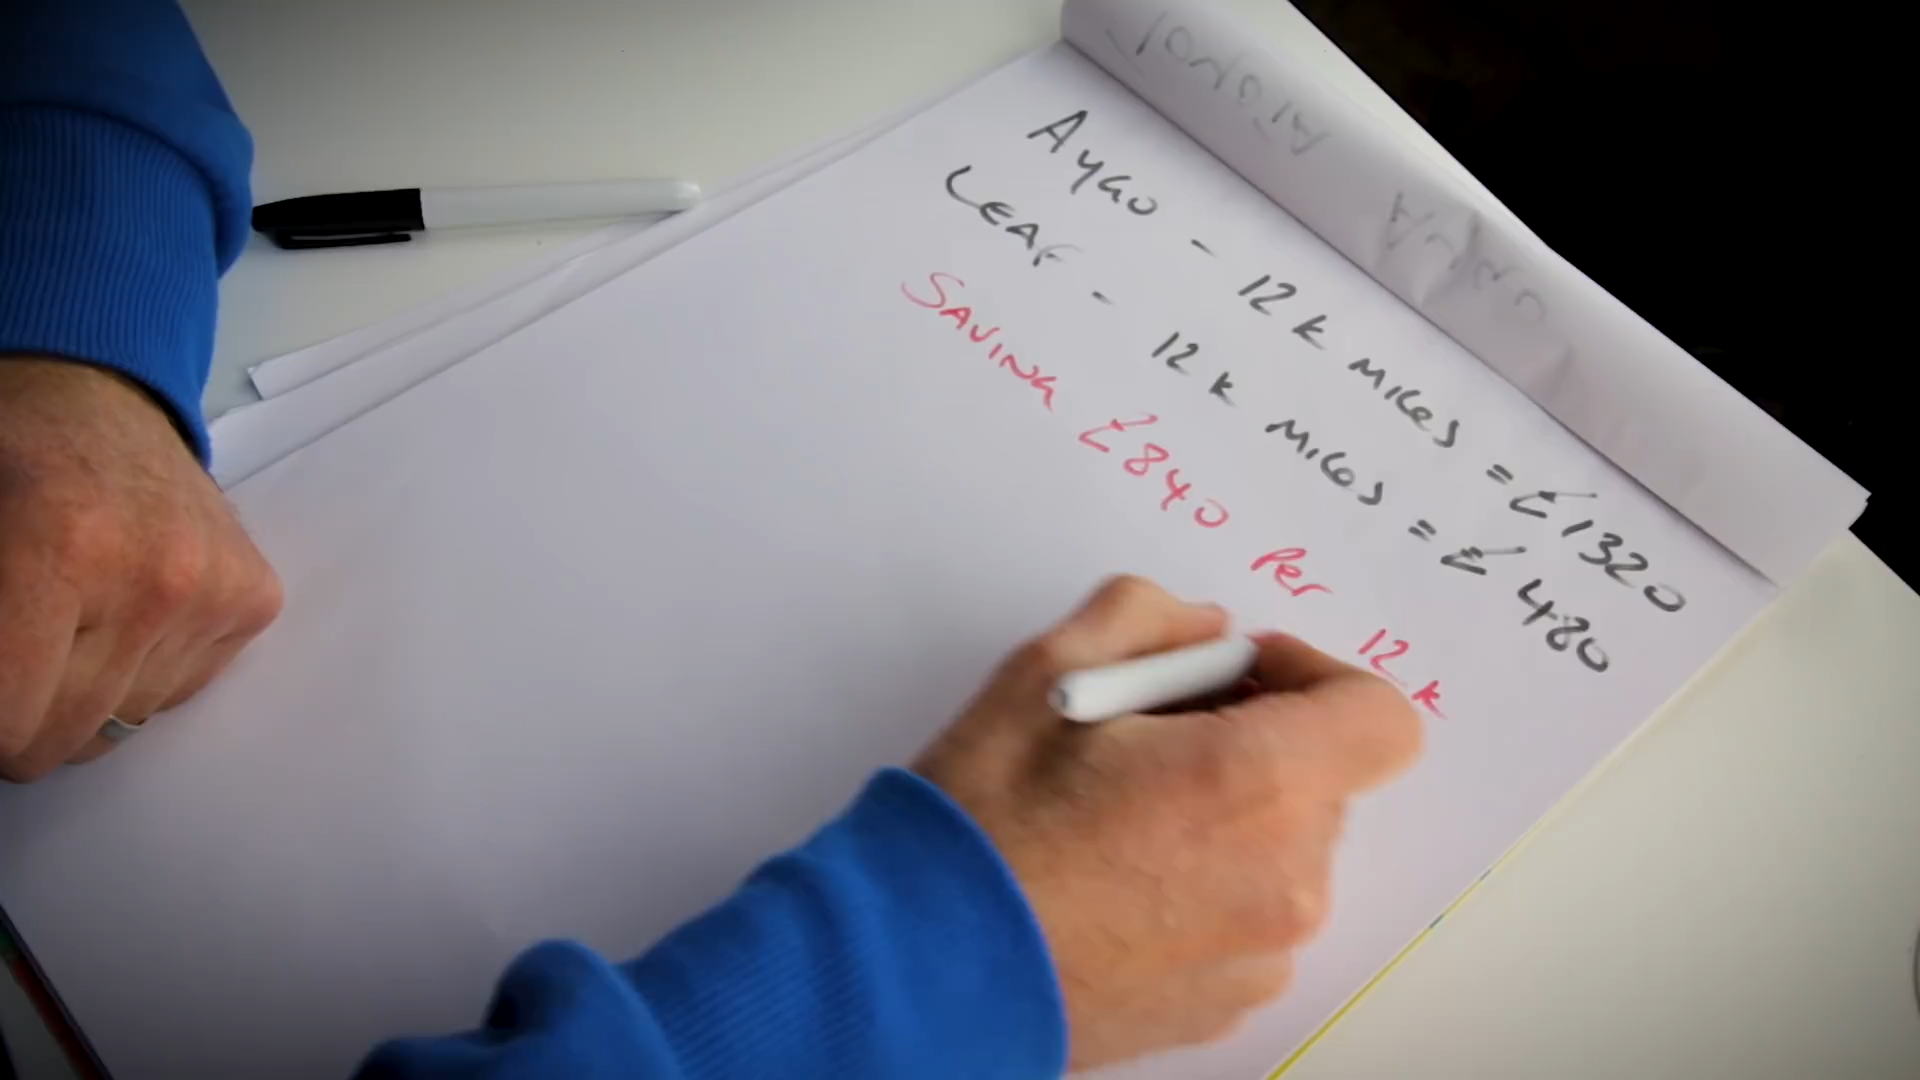 Aygo - 12k miles = £1320
Leaf - 12k miles = £480
Saving £840 Per 12k